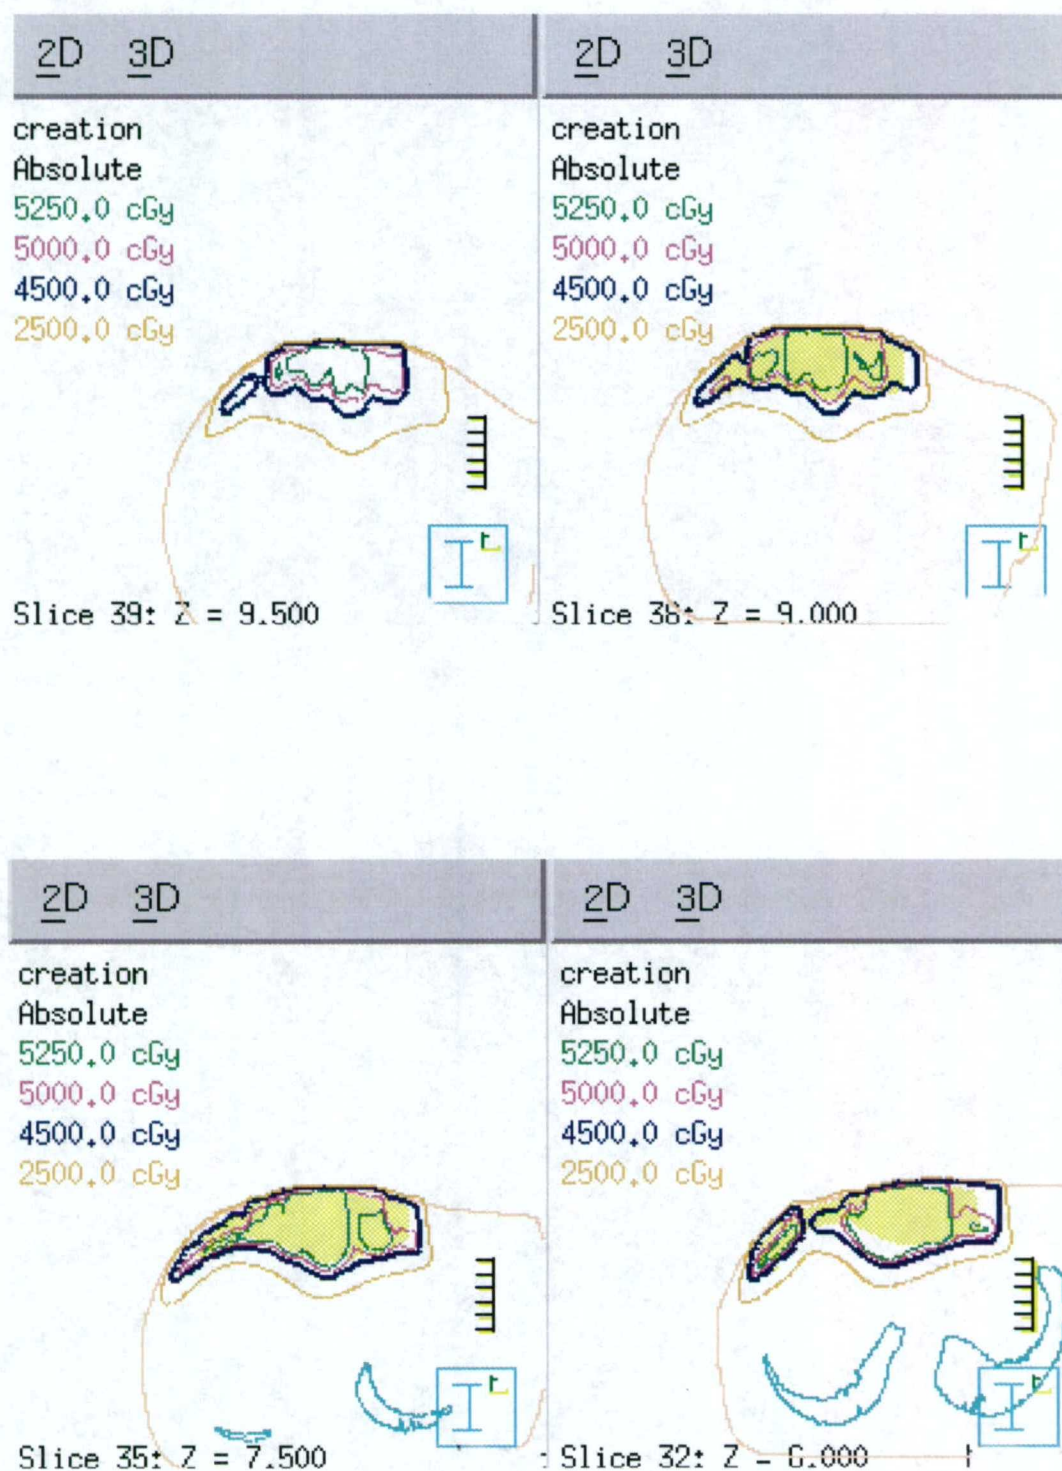 2D 3D
creation
Absolute
5250.0 cGy
5000.0 cGy
4500.0 cGy
2500.0 cGy
Slice 39: Z = 9.500
2D 3D
creation
Absolute
5250.0 cGy
5000.0 cGy
4500.0 cGy
2500.0 cGy
Slice 38: Z = 9.000
2D 3D
creation
Absolute
5250.0 cGy
5000.0 cGy
4500.0 cGy
2500.0 cGy
Slice 35: Z = 7.500
2D 3D
creation
Absolute
5250.0 cGy
5000.0 cGy
4500.0 cGy
2500.0 cGy
Slice 32: Z = 6.000